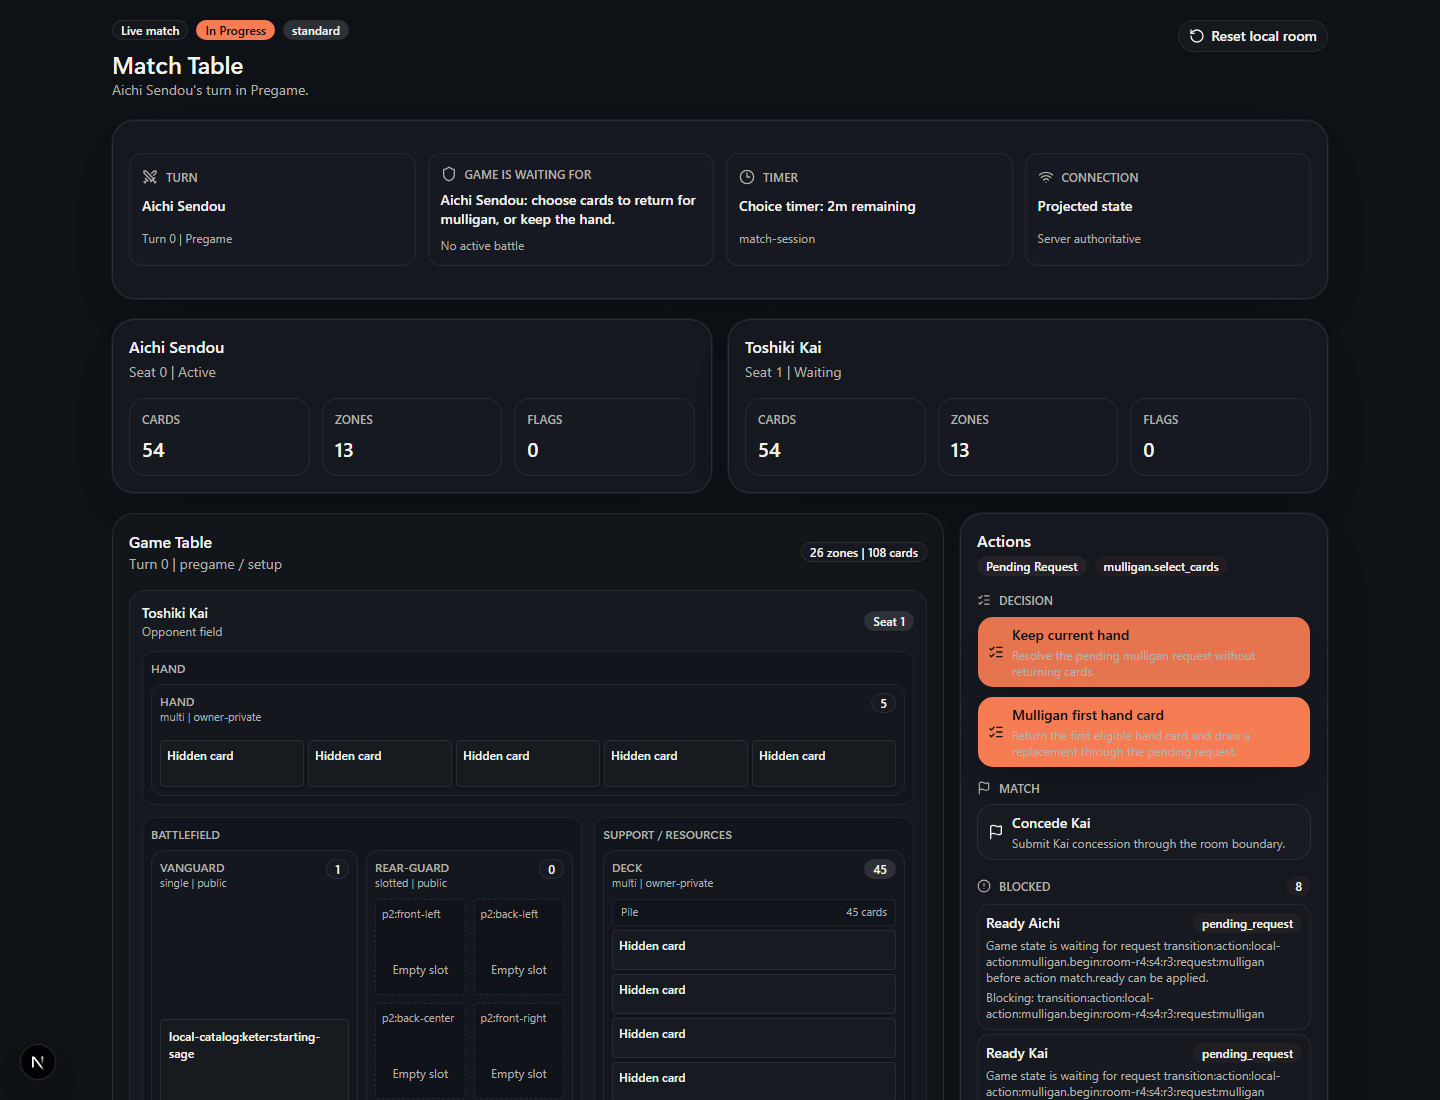 Live match
In Progress
standard
Reset local room
Match Table
Aichi Sendou's turn in Pregame.
TURN
Aichi Sendou
Turn 0 | Pregame
GAME IS WAITING FOR
Aichi Sendou: choose cards to return for
mulligan, or keep the hand.
No active battle
TIMER
Choice timer: 2m remaining
match-session
CONNECTION
Projected state
Server authoritative
Aichi Sendou
Seat 0 | Active
CARDS
54
ZONES
13
FLAGS
0
Toshiki Kai
Seat 1 | Waiting
CARDS
54
ZONES
13
FLAGS
0
Game Table
Turn 0 | pregame / setup
26 zones | 108 cards
Toshiki Kai
Opponent field
Seat 1
HAND
HAND
multi | owner-private
5
Hidden card
Hidden card
Hidden card
Hidden card
Hidden card
BATTLEFIELD
VANGUARD
single | public
1
local-catalog:keter:starting-
sage
REAR-GUARD
slotted | public
0
p2:front-left
Empty slot
p2:back-left
Empty slot
p2:back-center
Empty slot
p2:front-right
Empty slot
SUPPORT / RESOURCES
DECK
multi | owner-private
45
Pile
45 cards
Hidden card
Hidden card
Hidden card
Hidden card
Actions
Pending Request
mulligan.select_cards
DECISION
Keep current hand
Resolve the pending mulligan request without
returning cards.
Mulligan first hand card
Return the first eligible hand card and draw a
replacement through the pending request.
MATCH
Concede Kai
Submit Kai concession through the room boundary.
BLOCKED
8
Ready Aichi
pending_request
Game state is waiting for request transition:action:local-
action:mulligan.begin:room-r4:s4:r3:request:mulligan
before action match.ready can be applied.
Blocking: transition:action:local-
action:mulligan.begin:room-r4:s4:r3:request:mulligan
Ready Kai
pending_request
Game state is waiting for request transition:action:local-
action:mulligan.begin:room-r4:s4:r3:request:mulligan
N